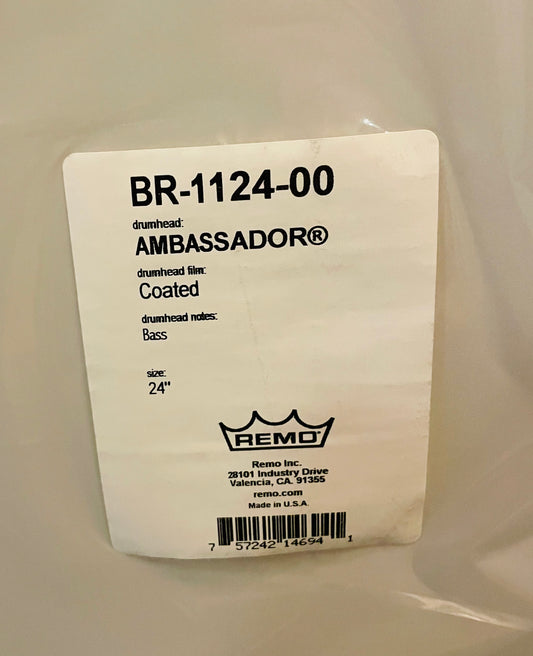 BR-1124-00
drumhead:
AMBASSADOR®
drumhead film:
Coated
drumhead notes:
Bass
size:
24"
REMO
Remo Inc.
28101 Industry Drive
Valencia, CA. 91355
remo.com
Made in U.S.A.
7 57242 14694 1